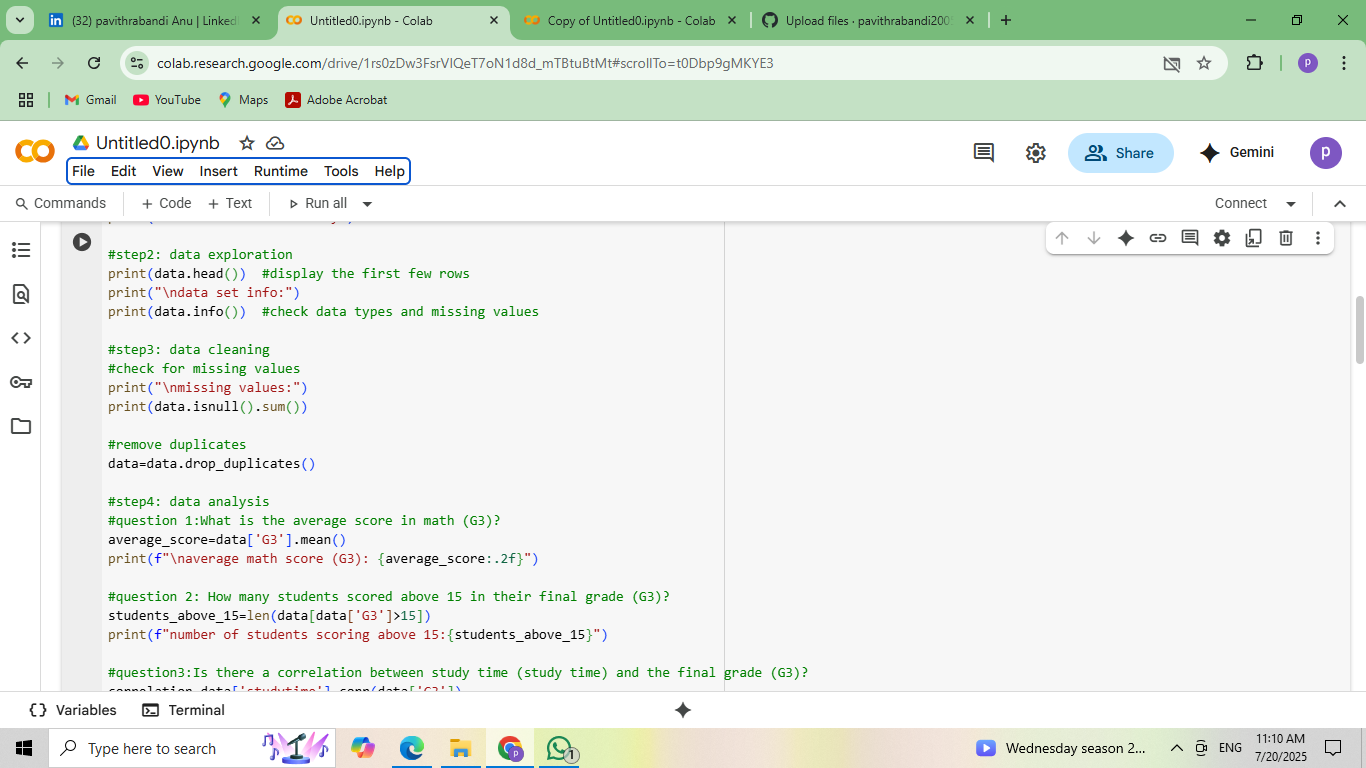 (32) pavithrabandi Anu | Linked
Untitled0.ipynb - Colab
Copy of Untitled0.ipynb - Colab
Upload files · pavithrabandi200
colab.research.google.com/drive/1rs0zDw3FsrVIQeT7oN1d8d_mTBtuBtMt#scrollTo=t0Dbp9gMKYE3
p
Gmail
YouTube
Maps
Adobe Acrobat
Untitled0.ipynb
File Edit View Insert Runtime Tools Help
Share
Gemini
p
Commands
+ Code
+ Text
Run all
Connect
#step2: data exploration
print(data.head())  #display the first few rows
print("\ndata set info:")
print(data.info())  #check data types and missing values
#step3: data cleaning
#check for missing values
print("\nmissing values:")
print(data.isnull().sum())
#remove duplicates
data=data.drop_duplicates()
#step4: data analysis
#question 1:What is the average score in math (G3)?
average_score=data['G3'].mean()
print(f"\naverage math score (G3): {average_score:.2f}")
#question 2: How many students scored above 15 in their final grade (G3)?
students_above_15=len(data[data['G3']>15])
print(f"number of students scoring above 15:{students_above_15}")
#question3:Is there a correlation between study time (study time) and the final grade (G3)?
correlation=data['studytime'].corr(data['G3'])
Variables
Terminal
Type here to search
p
1
Wednesday season 2...
ENG
11:10 AM
7/20/2025